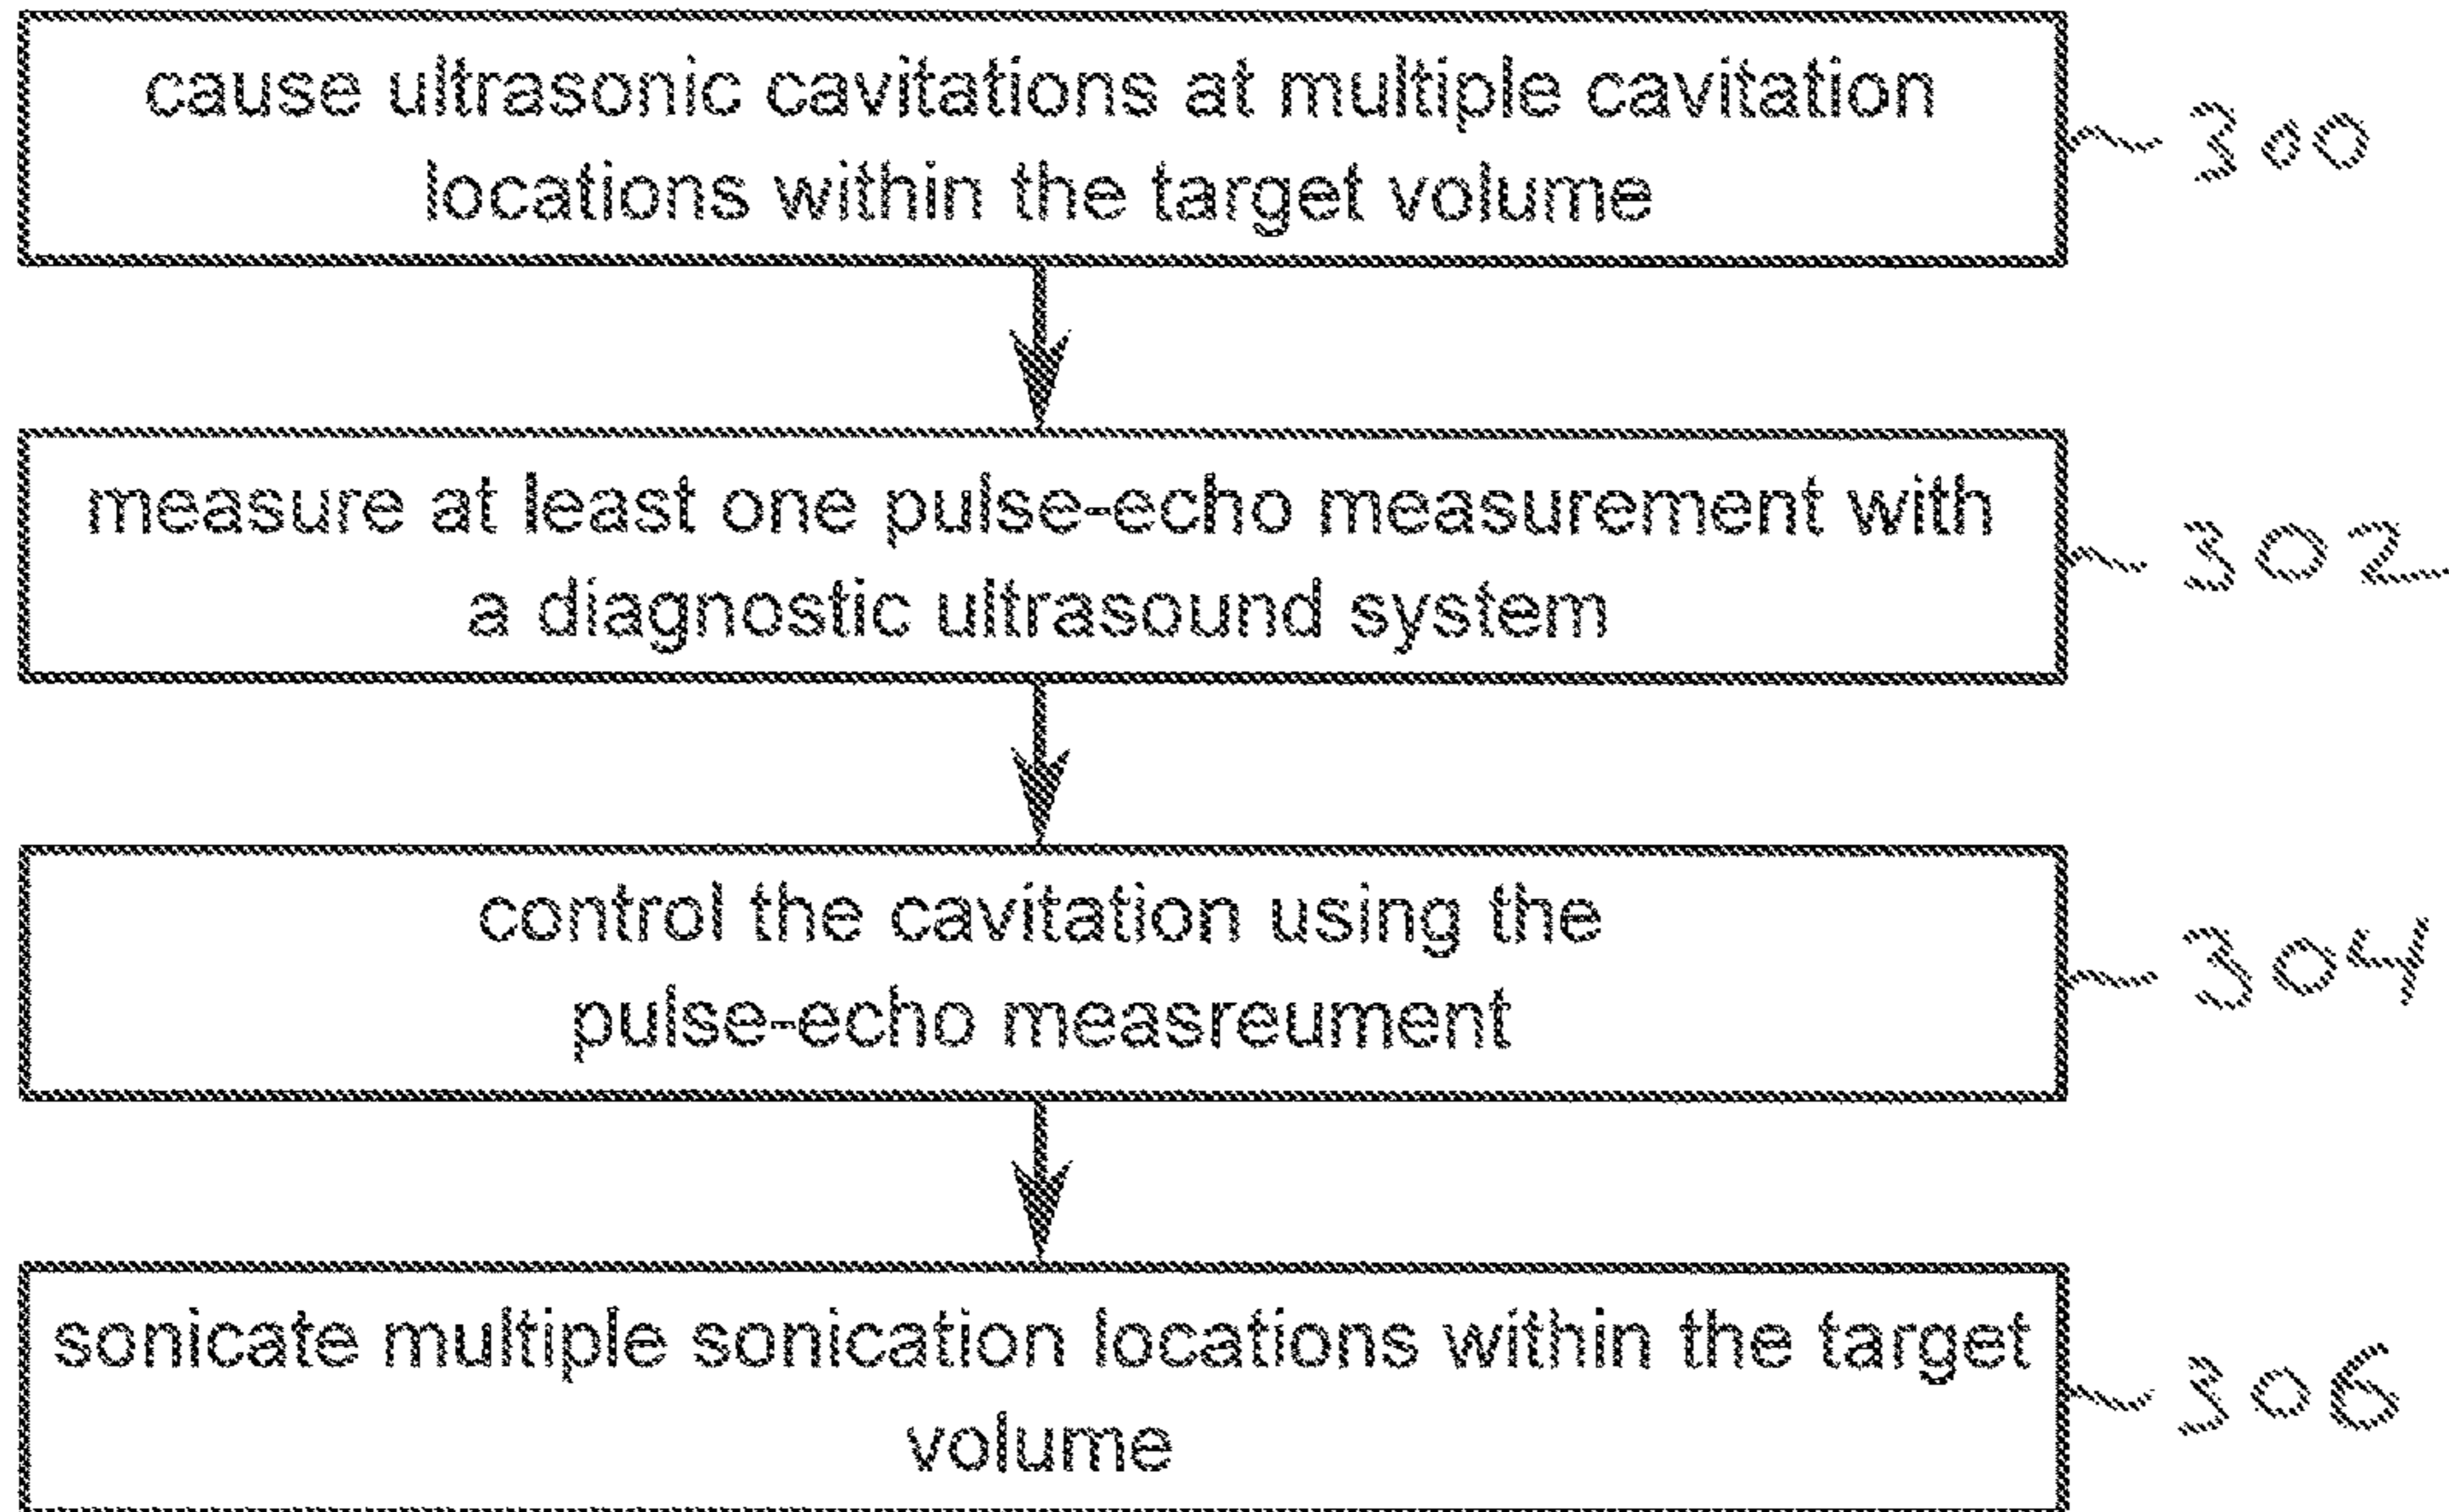 cause ultrasonic cavitations at multiple cavitation
locations within the target volume
300
measure at least one pulse-echo measurement with
a diagnostic ultrasound system
302
control the cavitation using the
pulse-echo measreument
304
sonicate multiple sonication locations within the target
volume
306